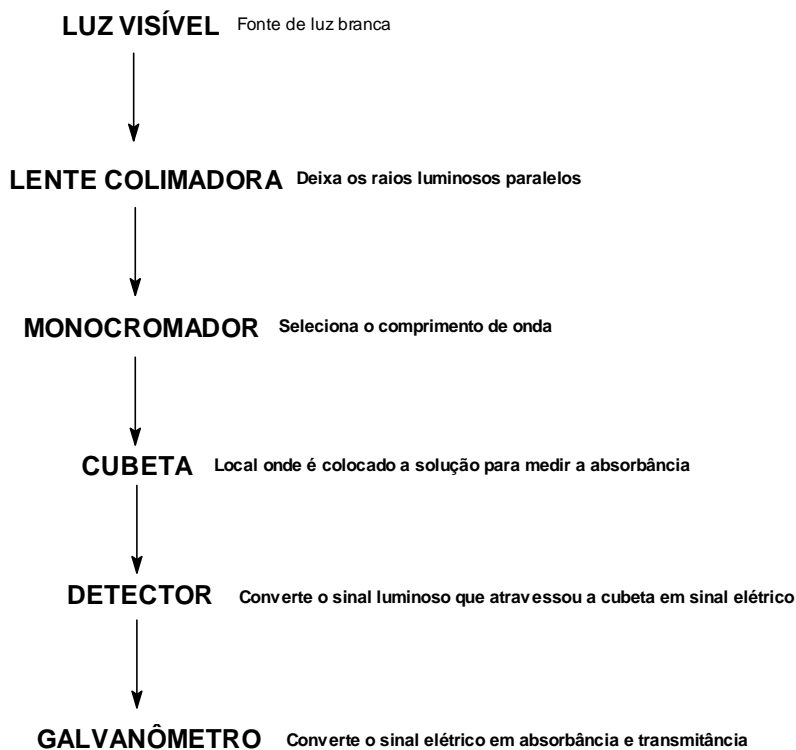 LUZ VISÍVEL Fonte de luz branca
LENTE COLIMADORA Deixa os raios luminosos paralelos
MONOCROMADOR Seleciona o comprimento de onda
CUBETA Local onde é colocado a solução para medir a absorbância
DETECTOR Converte o sinal luminoso que atravessou a cubeta em sinal elétrico
GALVANÔMETRO Converte o sinal elétrico em absorbância e transmitância